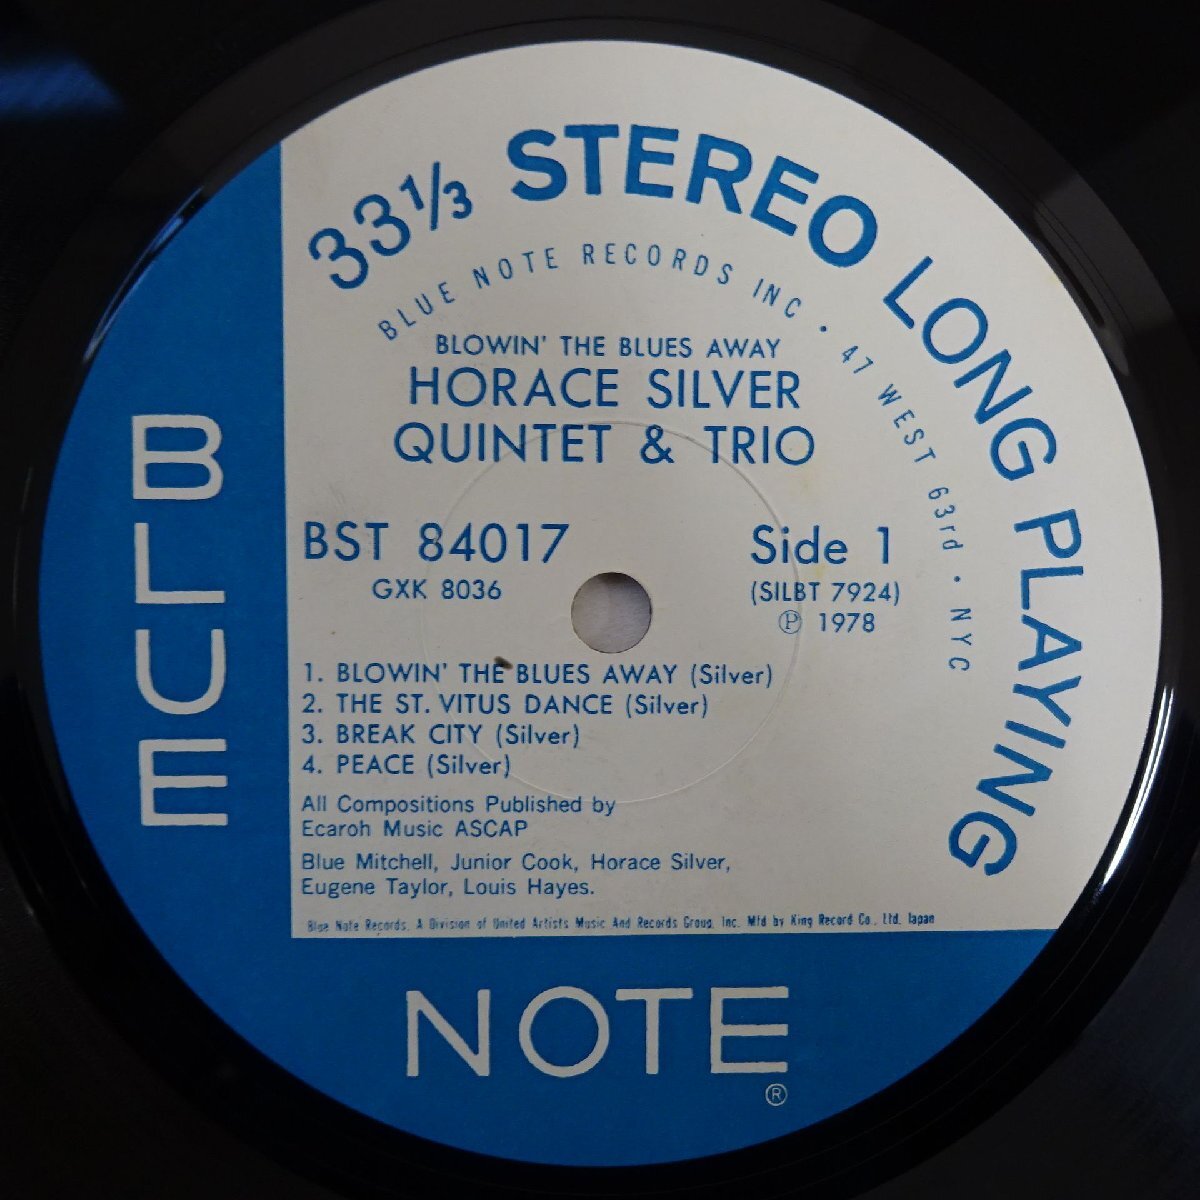 33⅓ STEREO LONG PLAYING
BLUE NOTE RECORDS INC • 47 WEST 63rd • NYC
BLOWIN' THE BLUES AWAY
HORACE SILVER
QUINTET & TRIO
BST 84017
GXK 8036
Side 1
(SILBT 7924)
℗ 1978
1. BLOWIN' THE BLUES AWAY (Silver)
2. THE ST. VITUS DANCE (Silver)
3. BREAK CITY (Silver)
4. PEACE (Silver)
All Compositions Published by
Ecaroh Music ASCAP
Blue Mitchell, Junior Cook, Horace Silver,
Eugene Taylor, Louis Hayes.
Blue Note Records, A Division of United Artists Music And Records Group, Inc. Mfd by King Record Co., Ltd. Japan
BLUE
NOTE
®